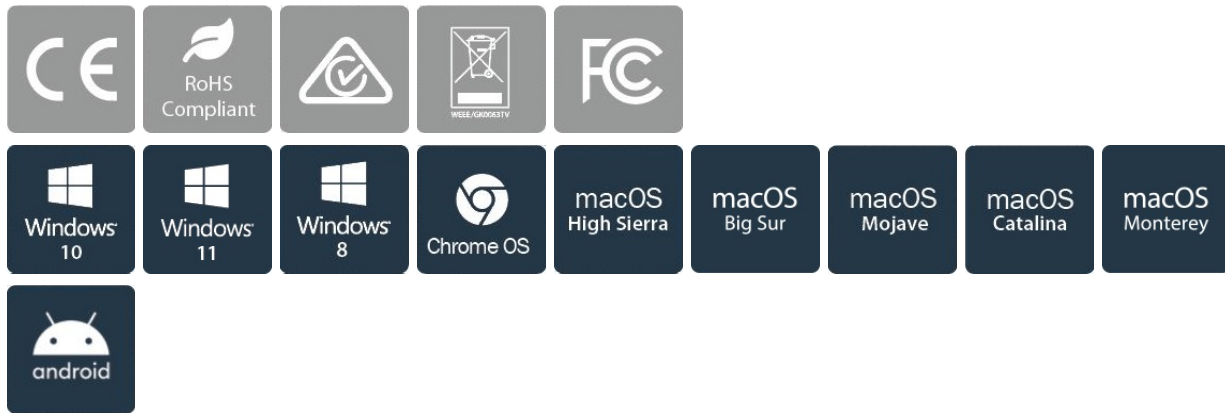 CE
RoHS
Compliant
WEEE/GK0063TV
FC
Windows
10
Windows
11
Windows
8
Chrome OS
macOS
High Sierra
macOS
Big Sur
macOS
Mojave
macOS
Catalina
macOS
Monterey
android